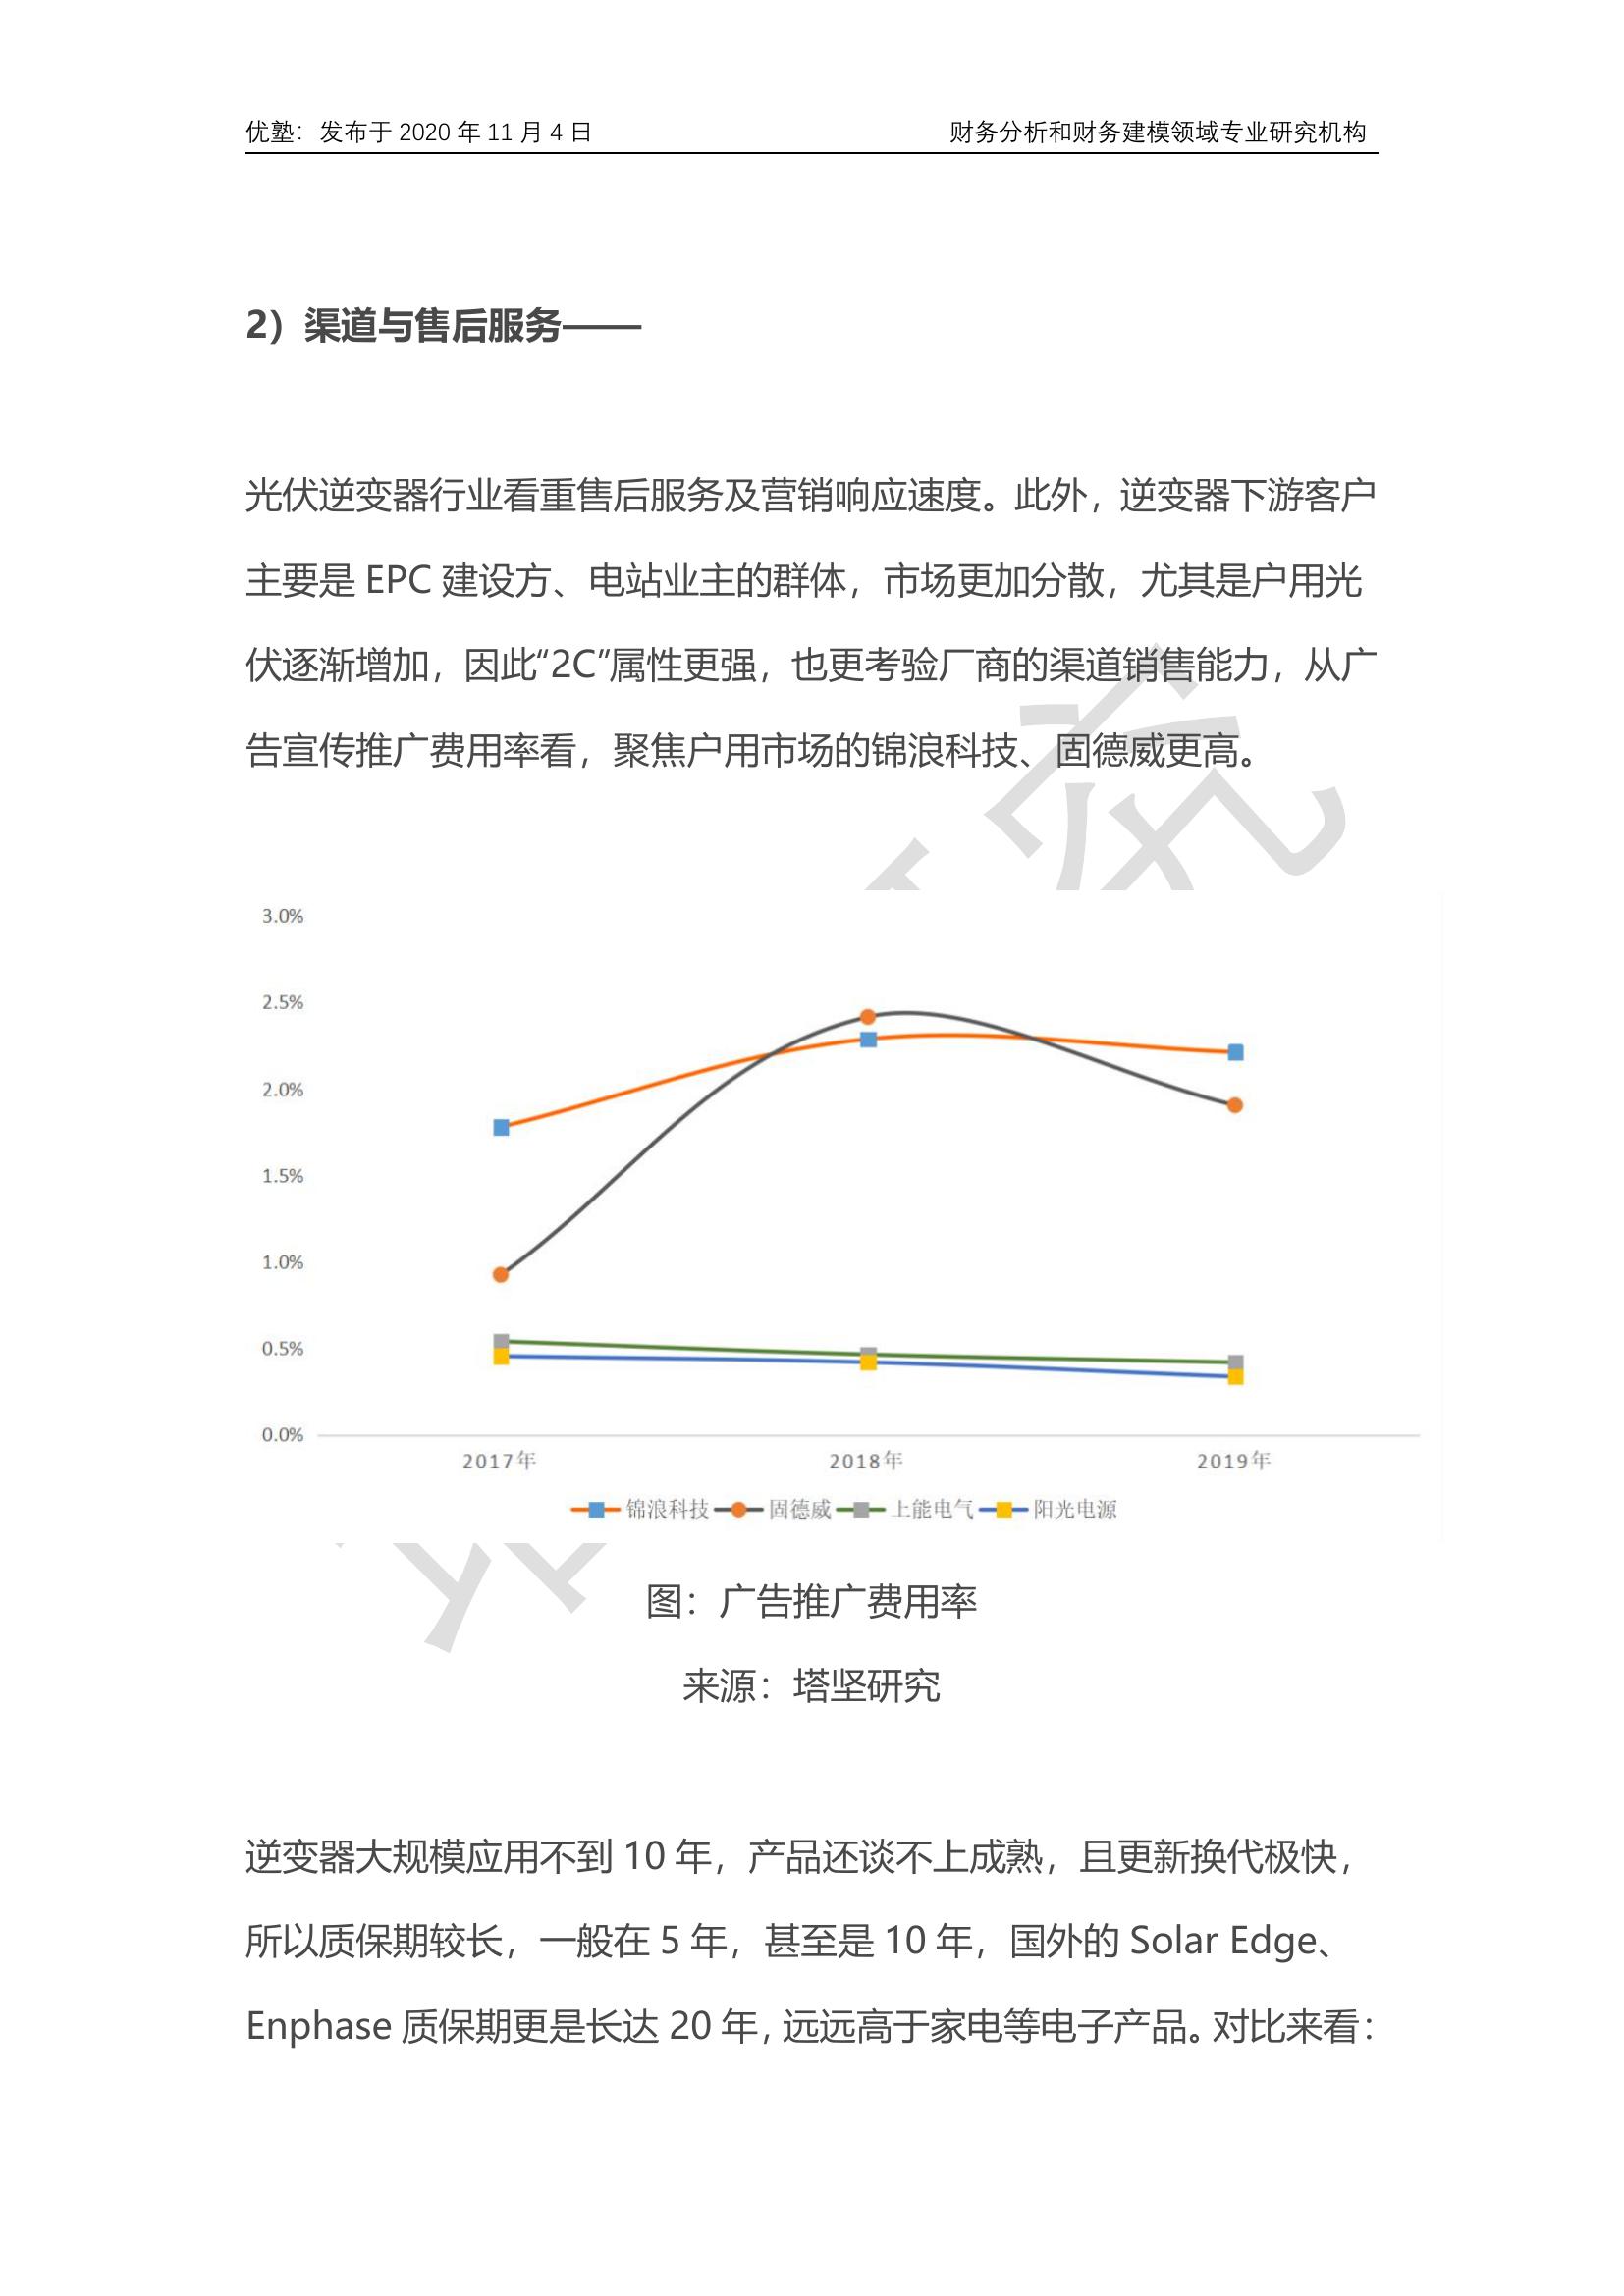 优塾：发布于 2020 年 11 月 4 日 财务分析和财务建模领域专业研究机构
2）渠道与售后服务——
光伏逆变器行业看重售后服务及营销响应速度。此外，逆变器下游客户
主要是 EPC 建设方、电站业主的群体，市场更加分散，尤其是户用光
伏逐渐增加，因此“2C”属性更强，也更考验厂商的渠道销售能力，从广
告宣传推广费用率看，聚焦户用市场的锦浪科技、固德威更高。
3.0%
2.5%
2.0%
1.5%
1.0%
0.5%
0.0%
2017年 2018年 2019年
锦浪科技 固德威 上能电气 阳光电源
图：广告推广费用率
来源：塔坚研究
逆变器大规模应用不到 10 年，产品还谈不上成熟，且更新换代极快，
所以质保期较长，一般在 5 年，甚至是 10 年，国外的 Solar Edge、
Enphase 质保期更是长达 20 年，远远高于家电等电子产品。对比来看：